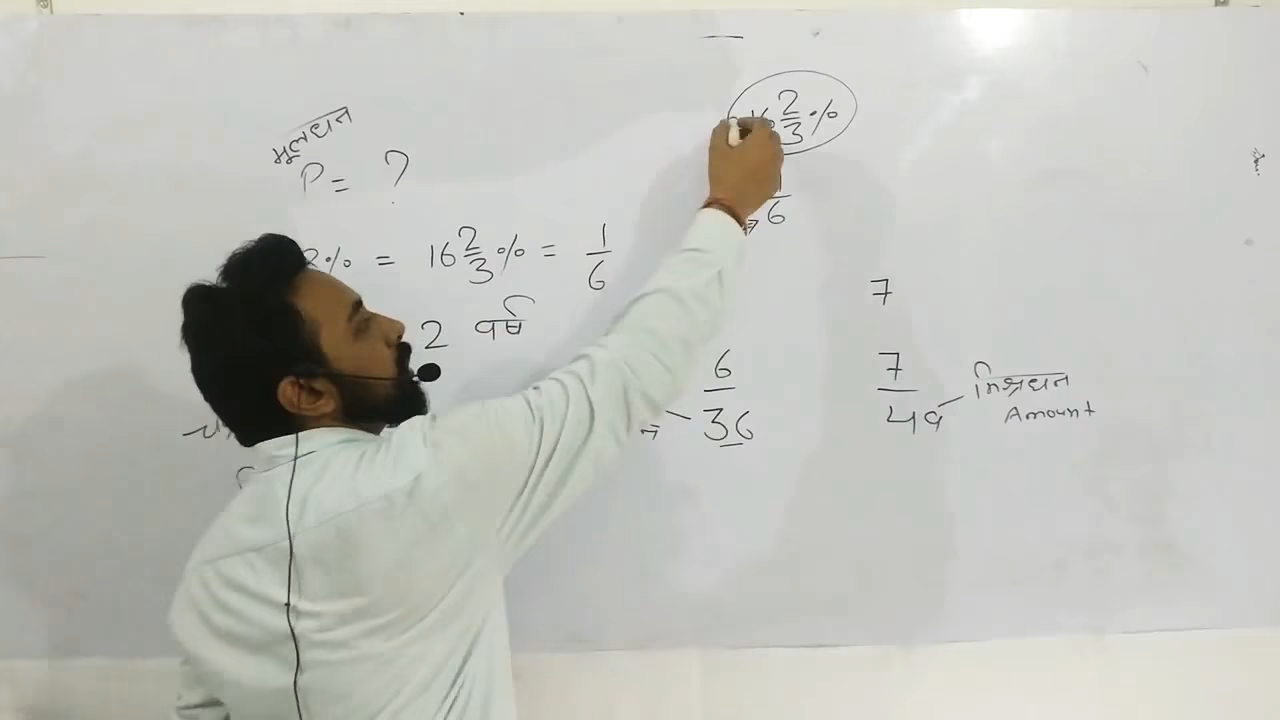 मूलधन
P = ?
R% = 16 2/3 % = 1/6
2 वर्ष
16 2/3 %
1/6
7
6
36
7
49
मिश्रधन
Amount